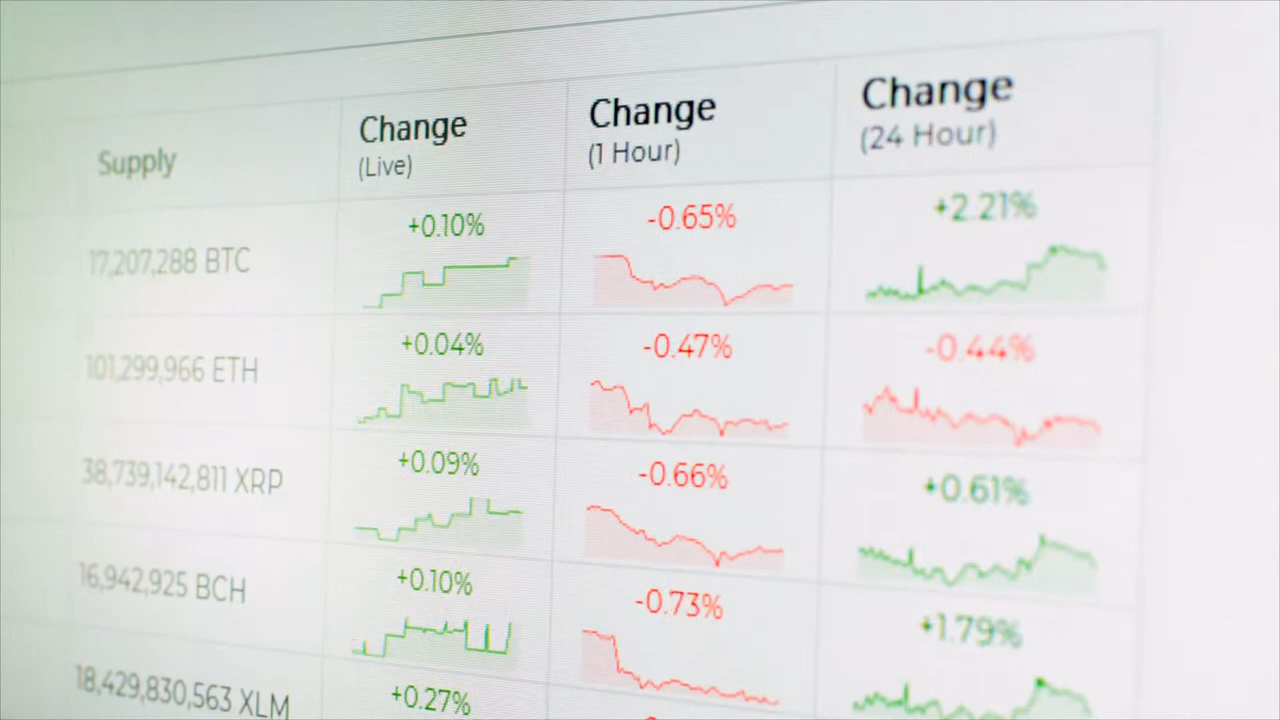 Supply
Change
(Live)
Change
(1 Hour)
Change
(24 Hour)
17,207,288 BTC
+0.10%
-0.65%
+2.21%
101,299,966 ETH
+0.04%
-0.47%
-0.44%
38,739,142,811 XRP
+0.09%
-0.66%
+0.61%
16,942,925 BCH
+0.10%
-0.73%
+1.79%
18,429,830,563 XLM
+0.27%